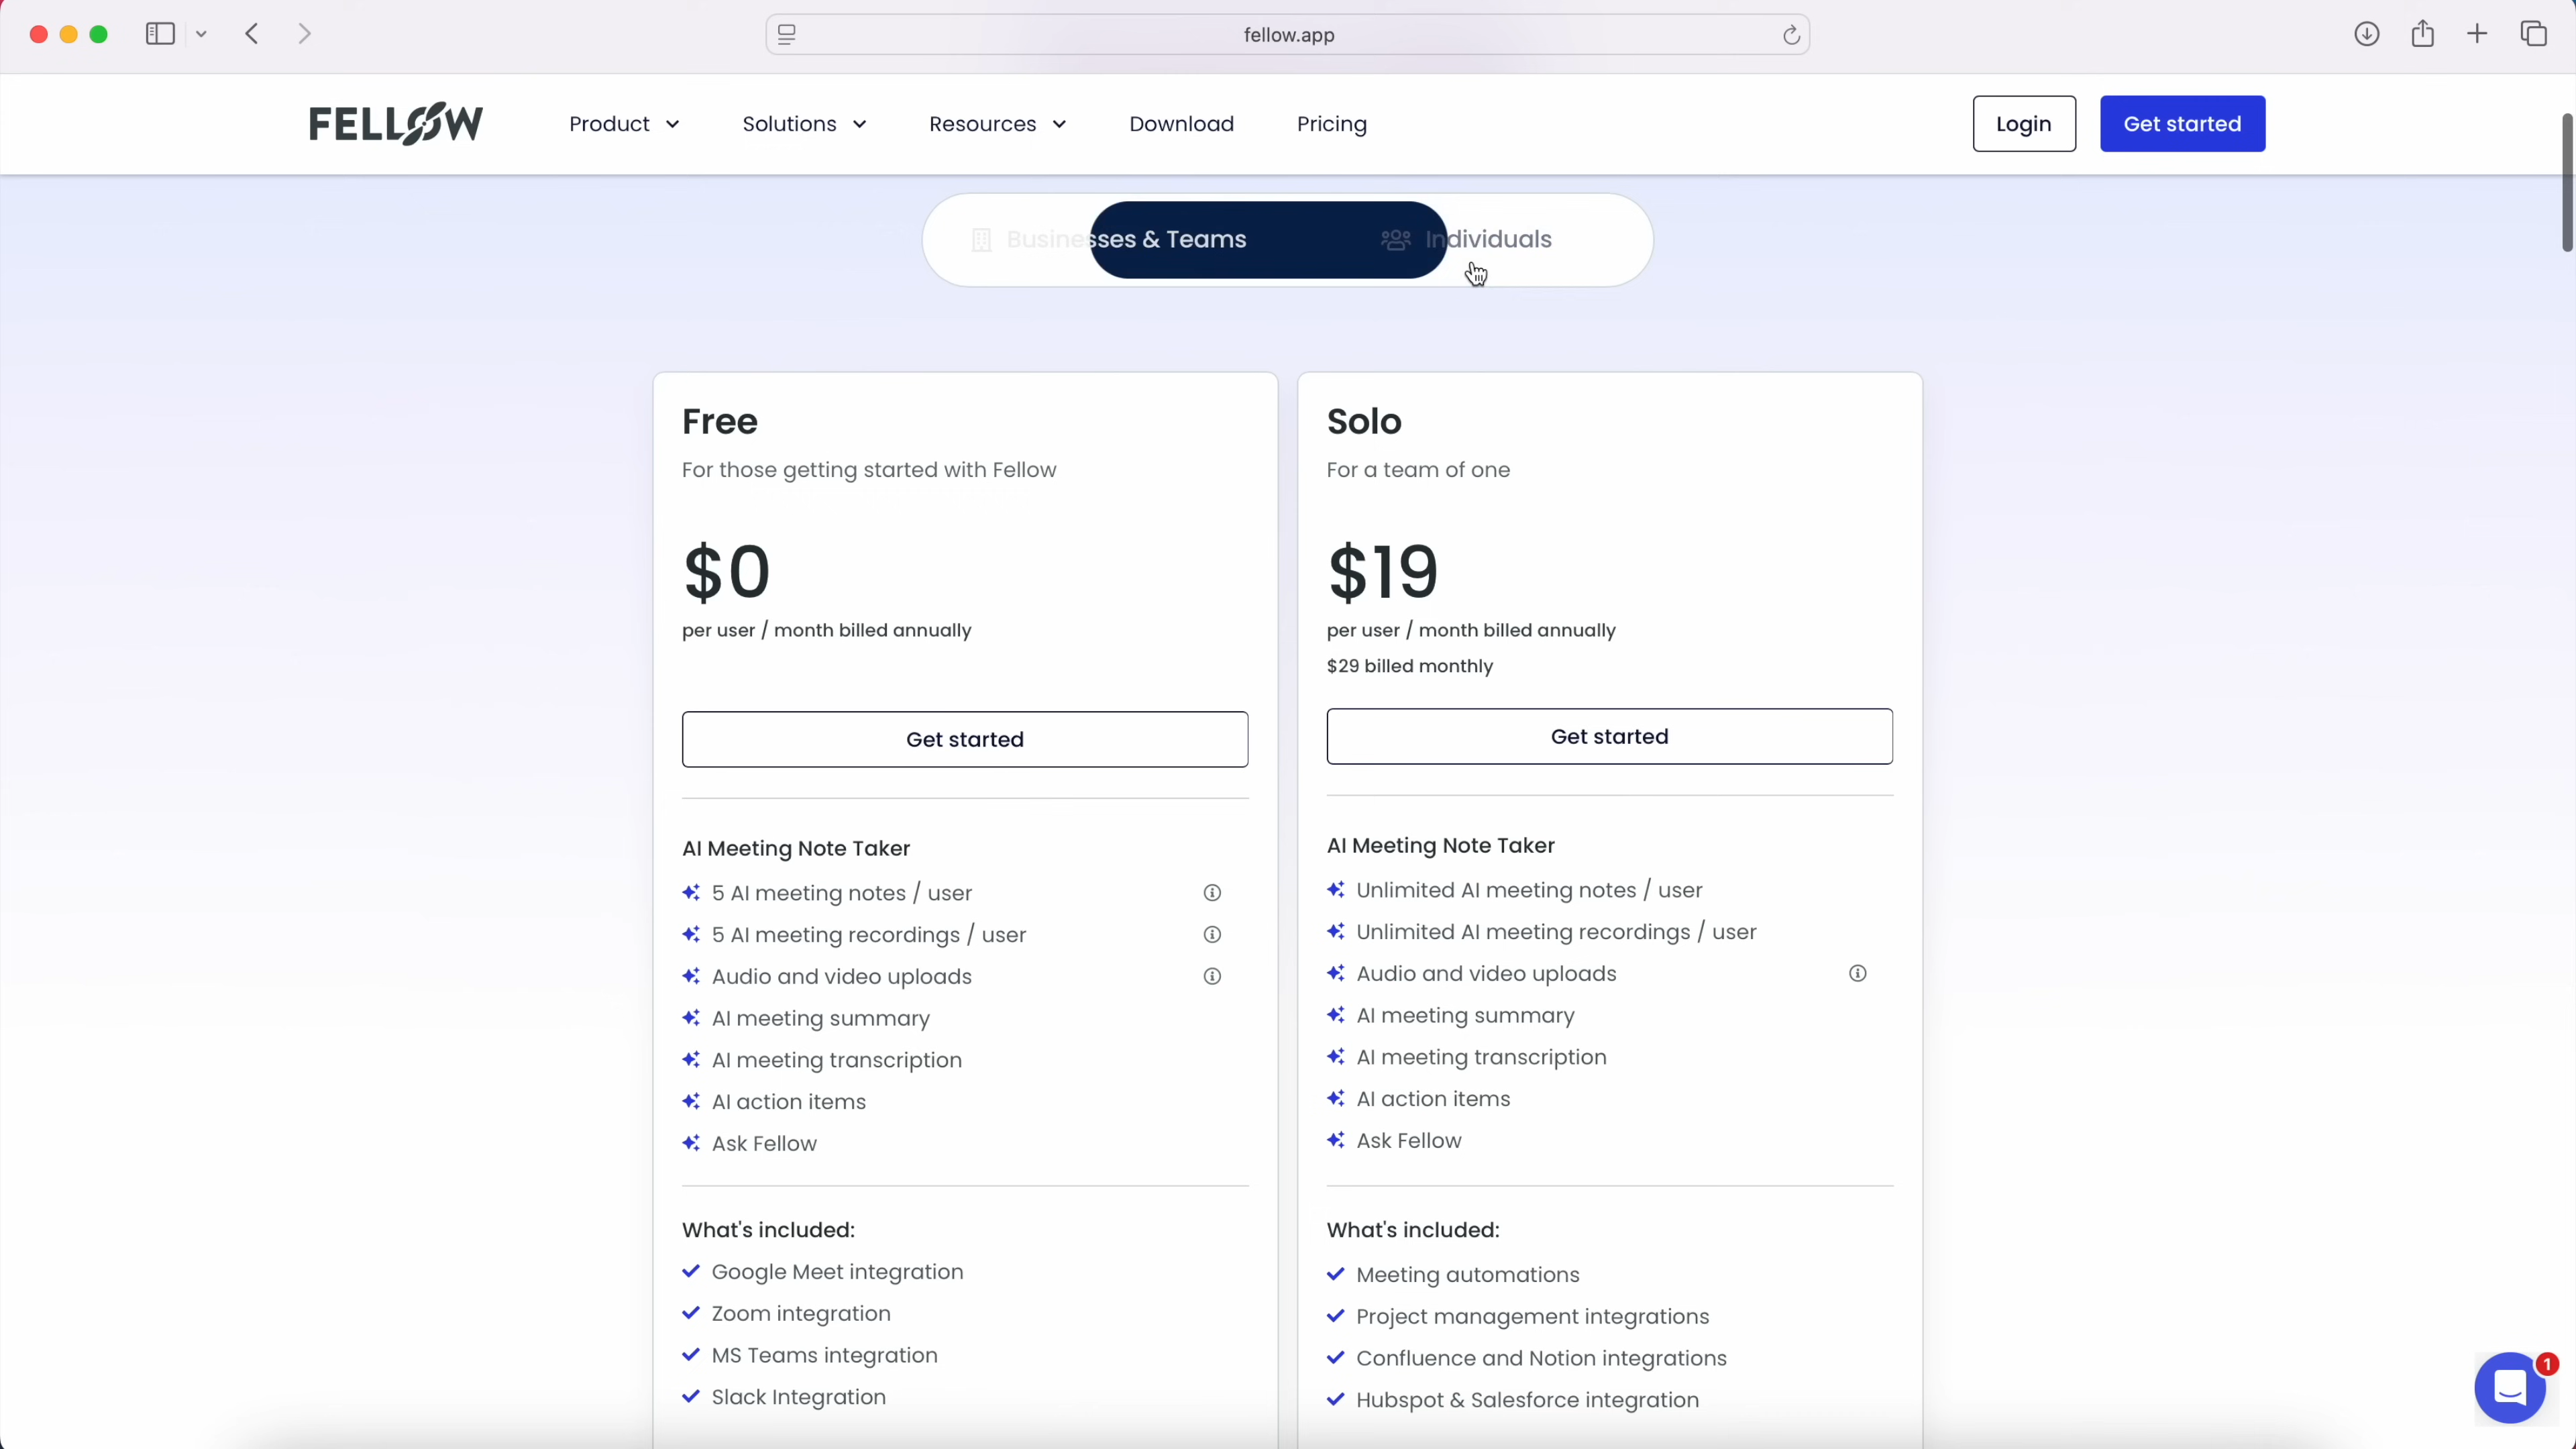 fellow.app
FELLOW
Product
Solutions
Resources
Download
Pricing
Login
Get started
Businesses & Teams
Individuals
Free
For those getting started with Fellow
$0
per user / month billed annually
Get started
AI Meeting Note Taker
5 AI meeting notes / user
5 AI meeting recordings / user
Audio and video uploads
AI meeting summary
AI meeting transcription
AI action items
Ask Fellow
What's included:
Google Meet integration
Zoom integration
MS Teams integration
Slack Integration
Solo
For a team of one
$19
per user / month billed annually
$29 billed monthly
Get started
AI Meeting Note Taker
Unlimited AI meeting notes / user
Unlimited AI meeting recordings / user
Audio and video uploads
AI meeting summary
AI meeting transcription
AI action items
Ask Fellow
What's included:
Meeting automations
Project management integrations
Confluence and Notion integrations
Hubspot & Salesforce integration
1